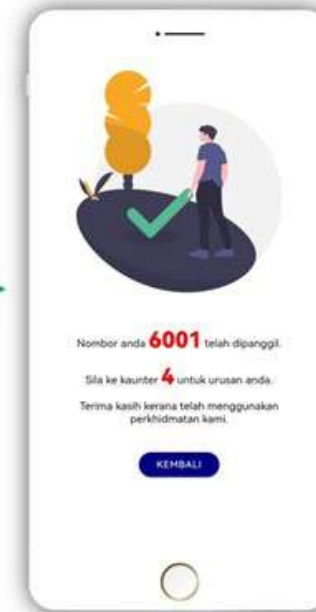 Nombor anda 6001 telah dipanggil.
Sila ke kaunter 4 untuk urusan anda.
Terima kasih kerana telah menggunakan
perkhidmatan kami.
KEMBALI